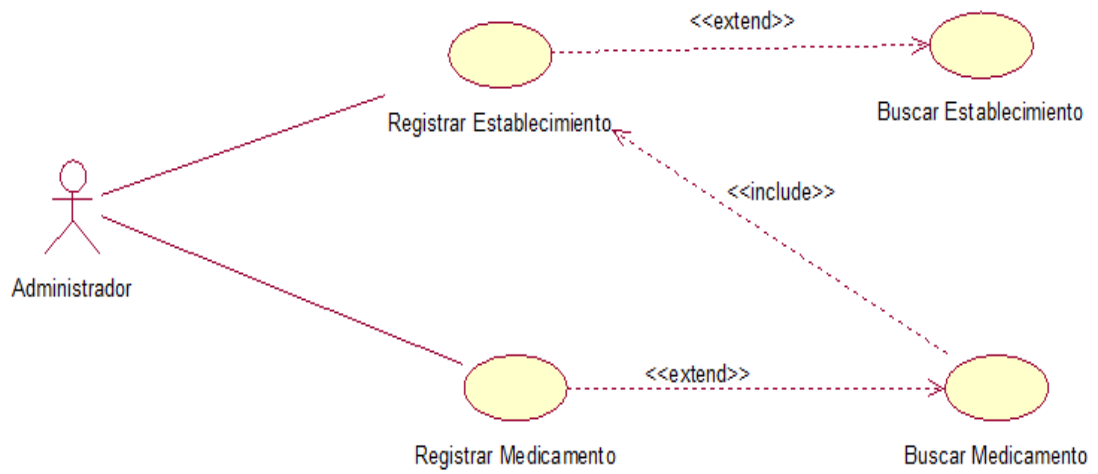 <<extend>>
Registrar Establecimiento
Buscar Establecimiento
<<include>>
Administrador
<<extend>>
Registrar Medicamento
Buscar Medicamento